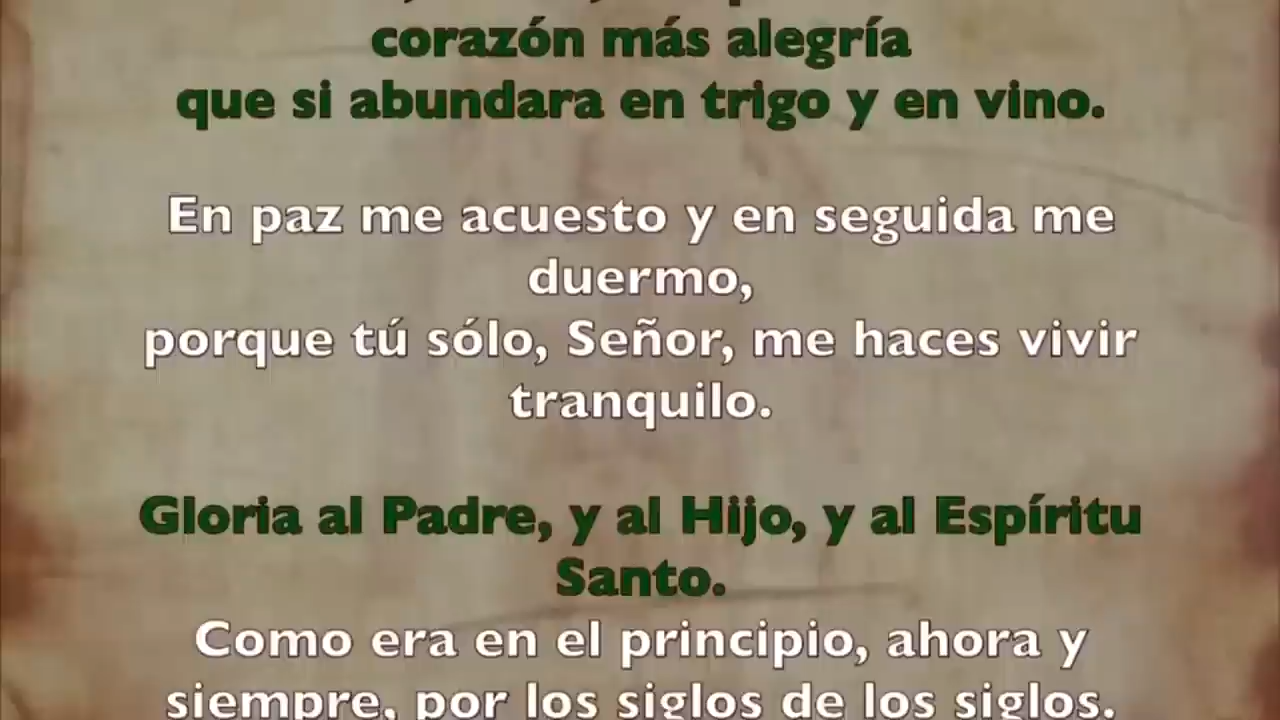 corazón más alegría
que si abundara en trigo y en vino.
En paz me acuesto y en seguida me
duermo,
porque tú sólo, Señor, me haces vivir
tranquilo.
Gloria al Padre, y al Hijo, y al Espíritu
Santo.
Como era en el principio, ahora y
siempre, por los siglos de los siglos.